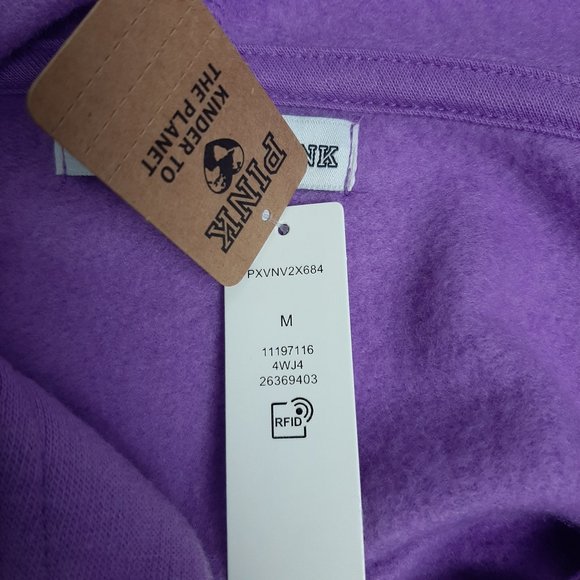 KINDER TO
THE PLANET
PINK
NK
PXVNV2X684
M
11197116
4WJ4
26369403
RFID